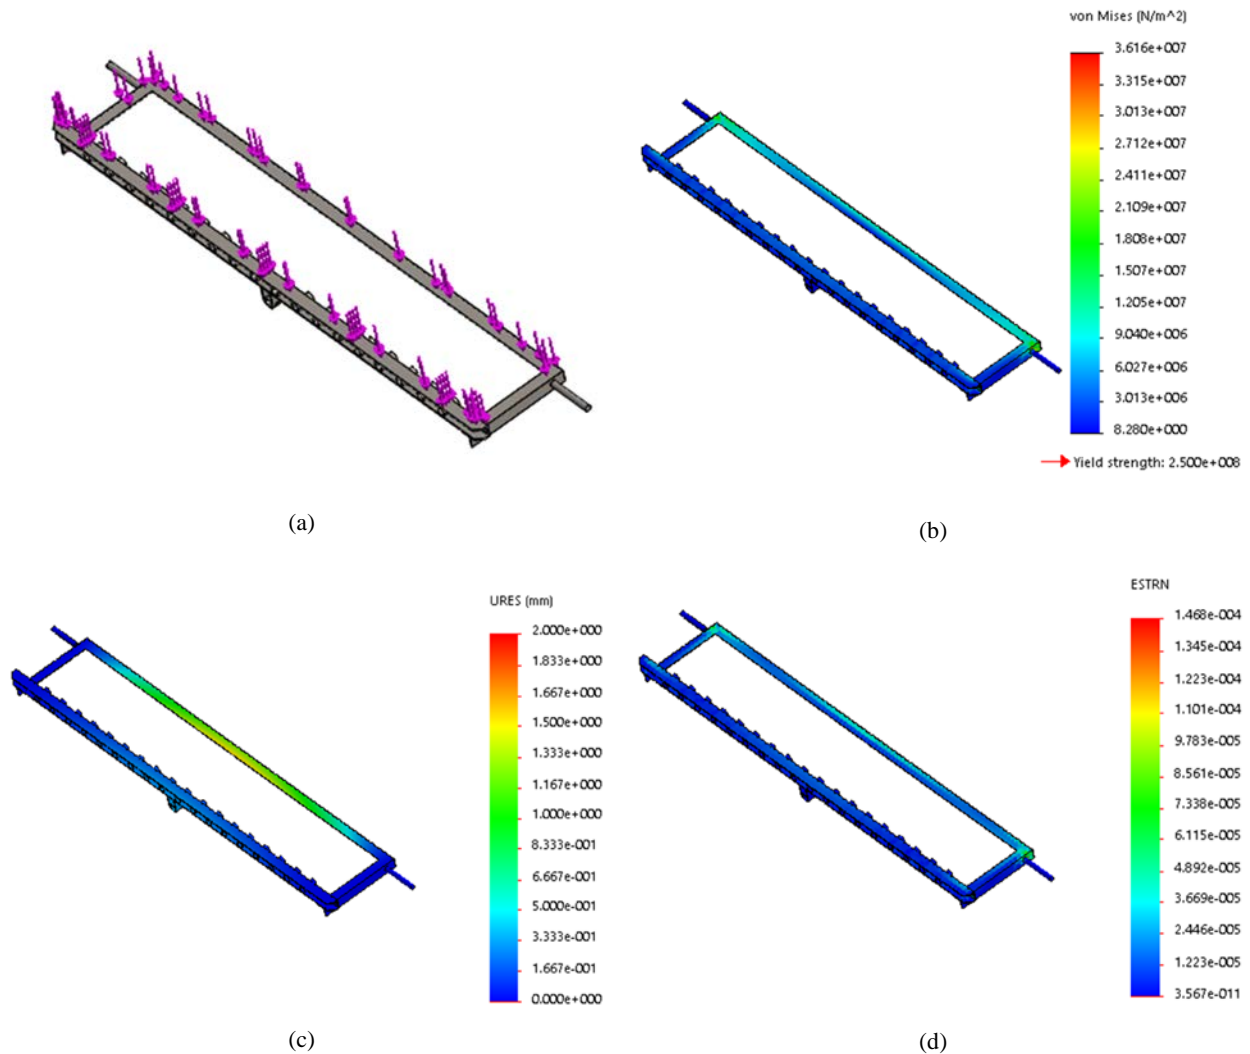 von Mises (N/m^2)
3.616e+007
3.315e+007
3.013e+007
2.712e+007
2.411e+007
2.109e+007
1.808e+007
1.507e+007
1.205e+007
9.040e+006
6.027e+006
3.013e+006
8.280e+000
Yield strength: 2.500e+008
(a)
(b)
URES (mm)
2.000e+000
1.833e+000
1.667e+000
1.500e+000
1.333e+000
1.167e+000
1.000e+000
8.333e-001
6.667e-001
5.000e-001
3.333e-001
1.667e-001
0.000e+000
ESTRN
1.468e-004
1.345e-004
1.223e-004
1.101e-004
9.783e-005
8.561e-005
7.338e-005
6.115e-005
4.892e-005
3.669e-005
2.446e-005
1.223e-005
3.567e-011
(c)
(d)